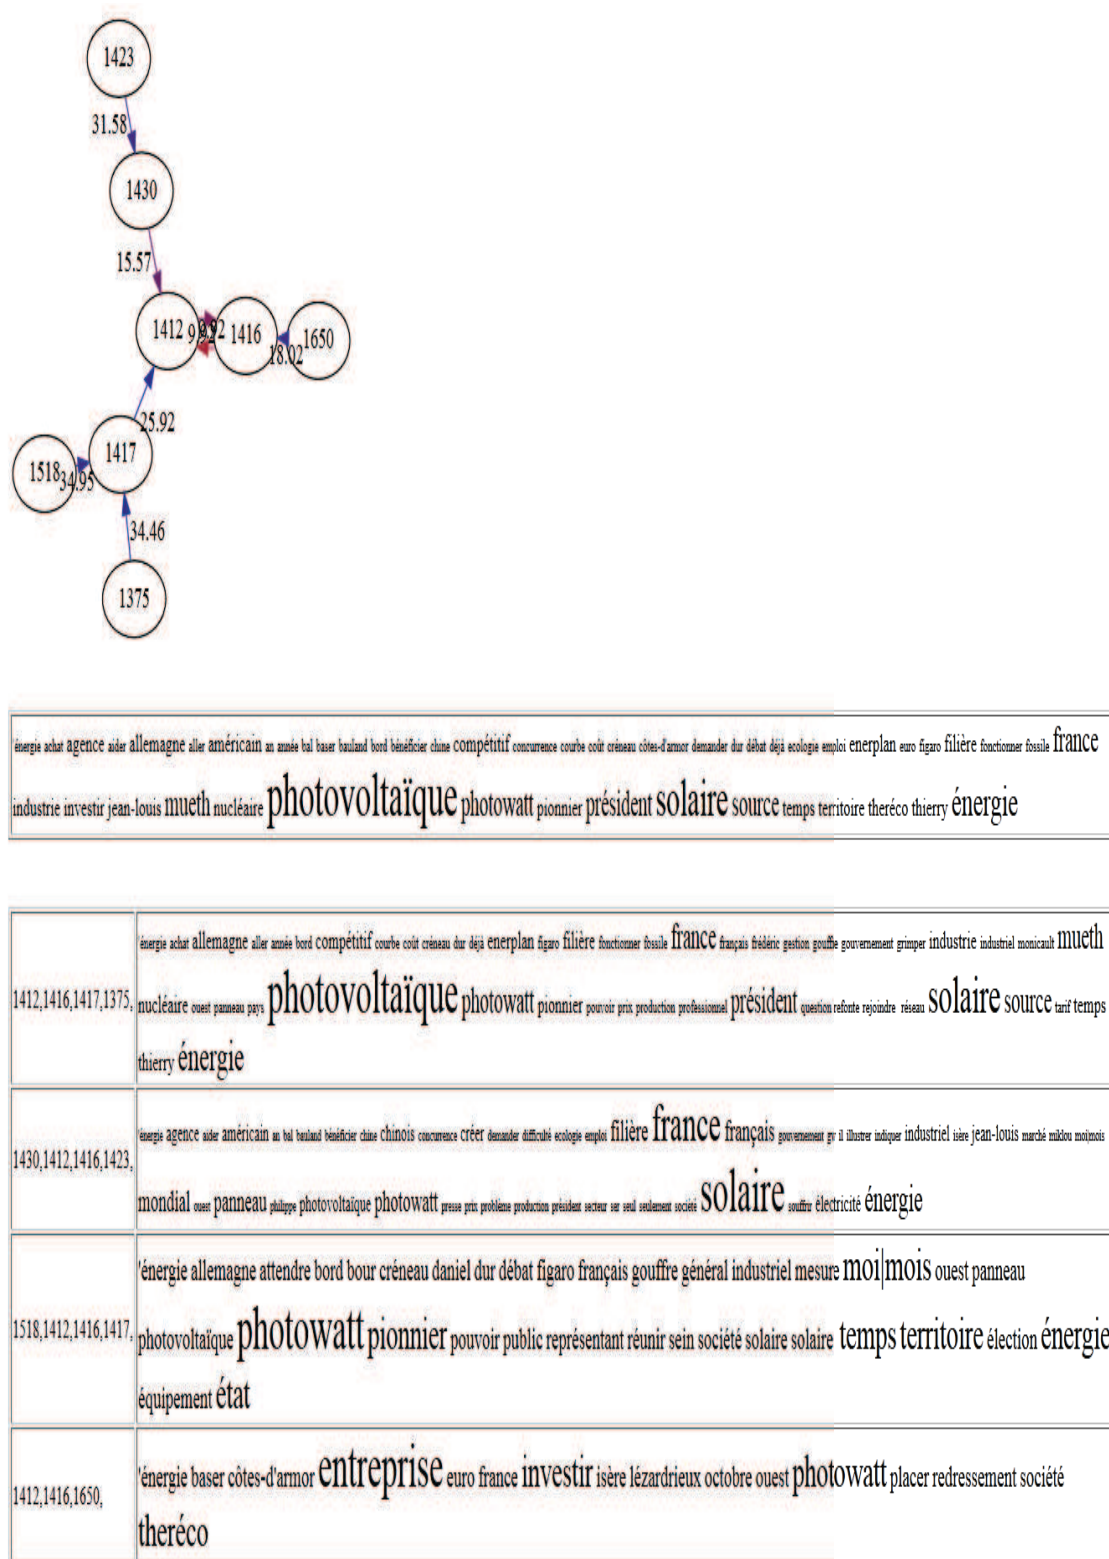 1423
31.58
1430
15.57
1412
9.92
1416
18.02
1650
25.92
1417
1518
34.95
34.46
1375
'énergie achat agence aider allemagne aller américain an année bal baser bauland bord bénéficier chine compétitif concurrence courbe coût créneau côtes-d'armor demander dur débat déjà ecologie emploi enerplan euro figaro filière fonctionner fossile france
industrie investir jean-louis mueth nucléaire photovoltaïque photowatt pionnier président solaire source temps territoire theréco thierry énergie
1412,1416,1417,1375,
'énergie achat allemagne aller année bord compétitif courbe coût créneau dur déjà enerplan figaro filière fonctionner fossile france français frédéric gestion gouffre gouvernement grimper industrie industriel monicault mueth
nucléaire ouest panneau pays photovoltaïque photowatt pionnier pouvoir prix production professionnel président question refonte rejoindre réseau solaire source tarif temps
thierry énergie
1430,1412,1416,1423,
'énergie agence aider américain an bal bauland bénéficier chine chinois concurrence créer demander difficulté ecologie emploi filière france français gouvernement gv il illustrer indiquer industriel isère jean-louis marché miklou moi|mois
mondial ouest panneau philippe photovoltaïque photowatt presse prix problème production président secteur ser seul seulement société solaire souffrir électricité énergie
1518,1412,1416,1417,
'énergie allemagne attendre bord bour créneau daniel dur débat figaro français gouffre général industriel mesure moi|mois ouest panneau
photovoltaïque photowatt pionnier pouvoir public représentant réunir sein société solaire solaire temps territoire élection énergie
équipement état
1412,1416,1650,
'énergie baser côtes-d'armor entreprise euro france investir isère lézardrieux octobre ouest photowatt placer redressement société
theréco